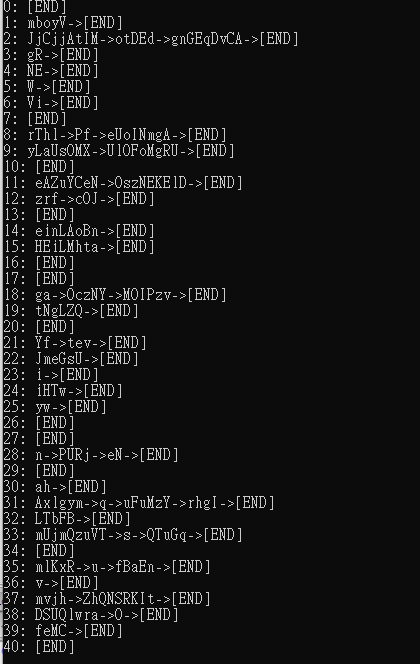 0: [END]
1: mboyV->[END]
2: JjCjjAtIM->otDEd->gnGEqDvCA->[END]
3: gR->[END]
4: NE->[END]
5: W->[END]
6: Vi->[END]
7: [END]
8: rThl->Pf->eUoINmgA->[END]
9: yLaUsOMX->UlOFoMgRU->[END]
10: [END]
11: eAZuYCeN->OszNEKElD->[END]
12: zrf->cOJ->[END]
13: [END]
14: einLAoBn->[END]
15: HEiLMhta->[END]
16: [END]
17: [END]
18: ga->OczNY->MOIPzv->[END]
19: tNgLZQ->[END]
20: [END]
21: Yf->tev->[END]
22: JmeGsU->[END]
23: i->[END]
24: iHTw->[END]
25: yw->[END]
26: [END]
27: [END]
28: n->PURj->eN->[END]
29: [END]
30: ah->[END]
31: Axlgym->q->uFuMzY->rhgI->[END]
32: LTbFB->[END]
33: mUjmQzuVT->s->QTuGq->[END]
34: [END]
35: mlKxR->u->fBaEn->[END]
36: v->[END]
37: mvjh->ZhQNSRKIt->[END]
38: DSUQlwra->O->[END]
39: feMC->[END]
40: [END]